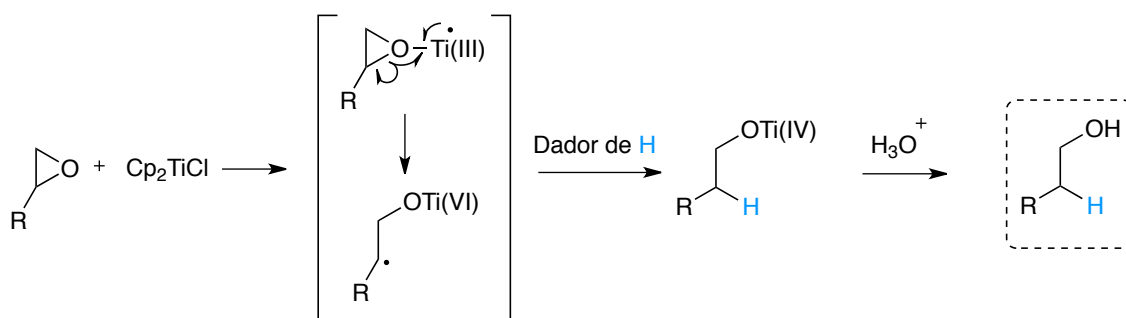 O
R
+
Cp2TiCl
O
Ti(III)
R
OTi(VI)
R
Dador de H
OTi(IV)
R
H
H3O+
OH
R
H